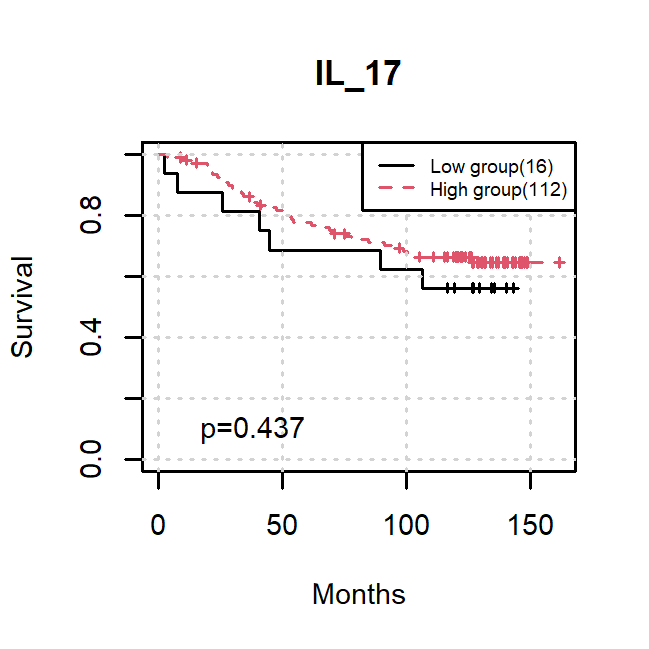 IL_17
Low group(16)
High group(112)
Survival
0.8
0.4
0.0
p=0.437
0 50 100 150
Months